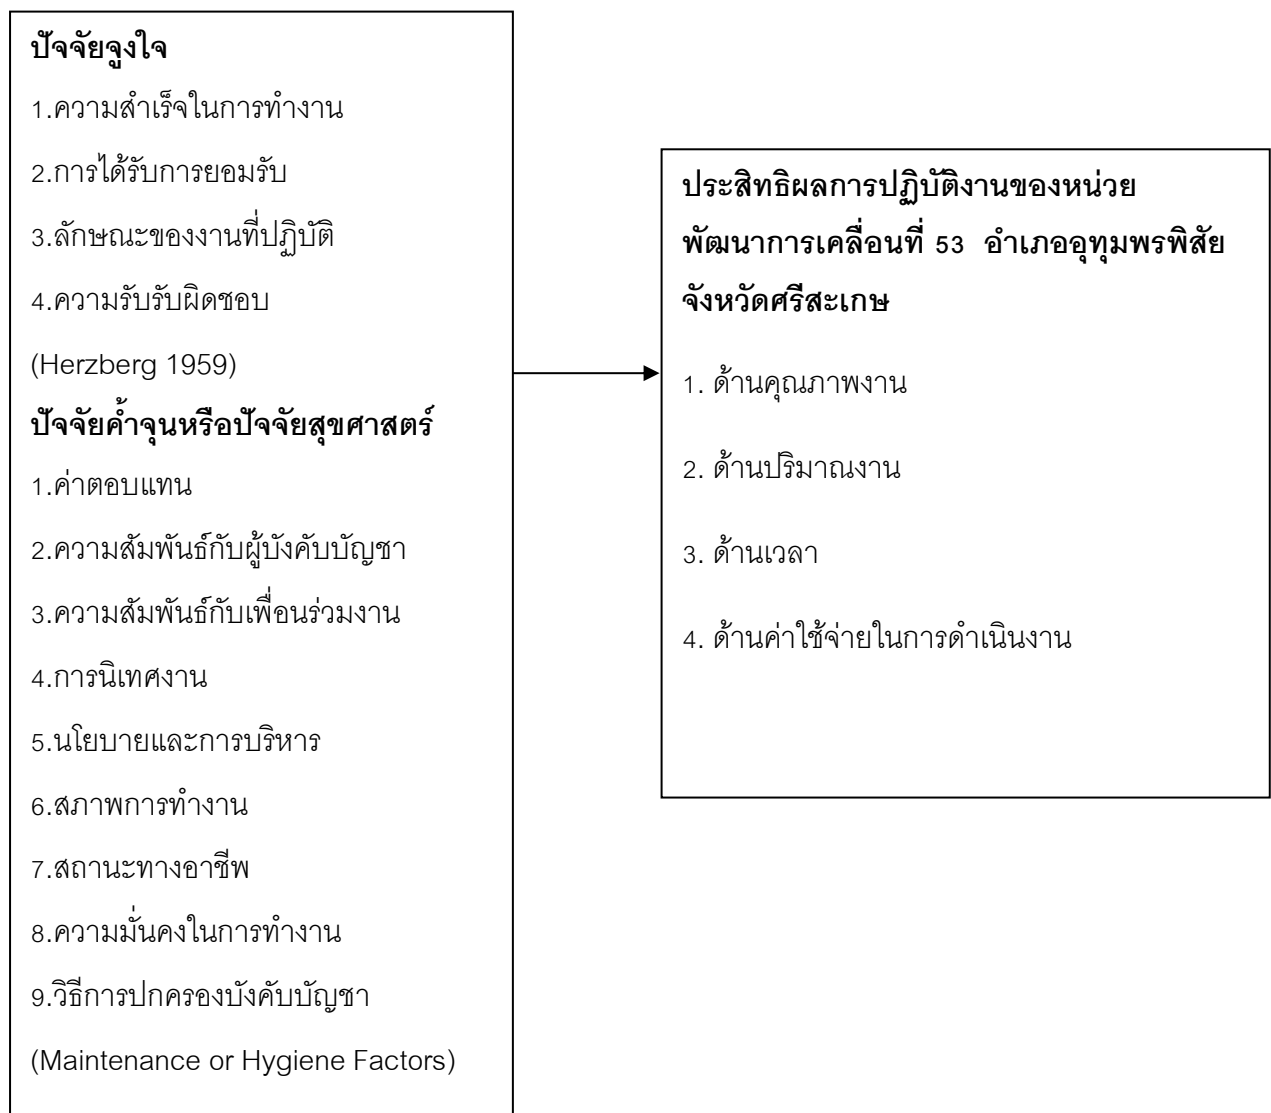 ปัจจัยจูงใจ
1.ความสำเร็จในการทำงาน
2.การได้รับการยอมรับ
3.ลักษณะของงานที่ปฏิบัติ
4.ความรับรับผิดชอบ
(Herzberg 1959)
ปัจจัยค้ำจุนหรือปัจจัยสุขศาสตร์
1.ค่าตอบแทน
2.ความสัมพันธ์กับผู้บังคับบัญชา
3.ความสัมพันธ์กับเพื่อนร่วมงาน
4.การนิเทศงาน
5.นโยบายและการบริหาร
6.สภาพการทำงาน
7.สถานะทางอาชีพ
8.ความมั่นคงในการทำงาน
9.วิธีการปกครองบังคับบัญชา
(Maintenance or Hygiene Factors)
ประสิทธิผลการปฏิบัติงานของหน่วย
พัฒนาการเคลื่อนที่ 53 อำเภออุทุมพรพิสัย
จังหวัดศรีสะเกษ
1. ด้านคุณภาพงาน
2. ด้านปริมาณงาน
3. ด้านเวลา
4. ด้านค่าใช้จ่ายในการดำเนินงาน